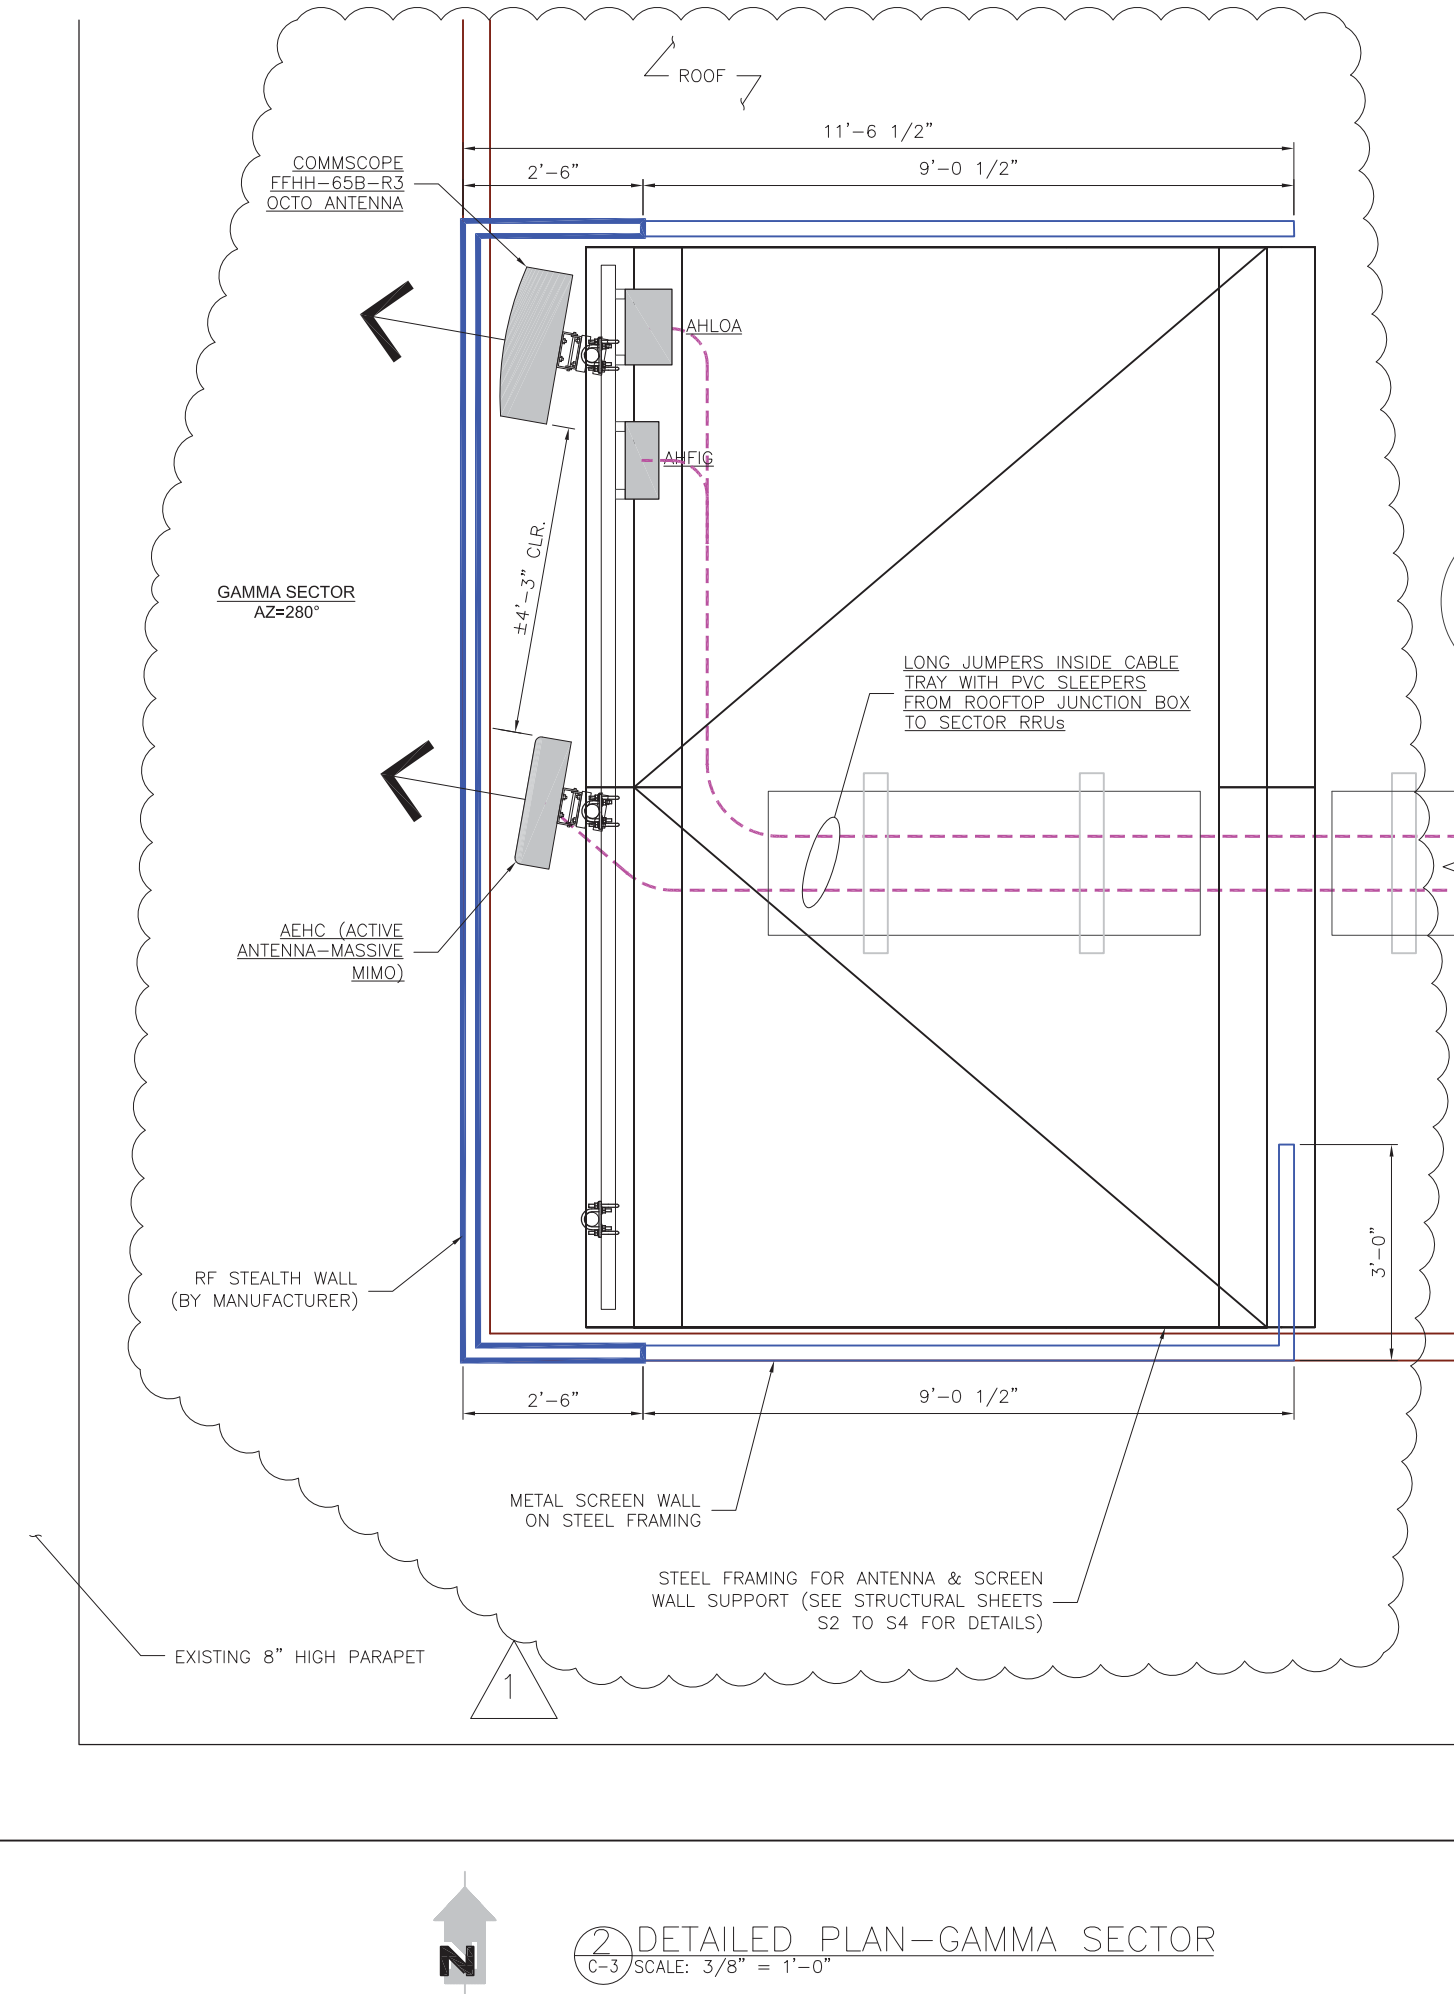 ROOF
11'-6 1/2"
2'-6"
9'-0 1/2"
COMMSCOPE
FFHH-65B-R3
OCTO ANTENNA
AHLOA
AHFIG
±4'-3" CLR.
GAMMA SECTOR
AZ=280°
LONG JUMPERS INSIDE CABLE
TRAY WITH PVC SLEEPERS
FROM ROOFTOP JUNCTION BOX
TO SECTOR RRUs
AEHC (ACTIVE
ANTENNA-MASSIVE
MIMO)
3'-0"
RF STEALTH WALL
(BY MANUFACTURER)
2'-6"
9'-0 1/2"
METAL SCREEN WALL
ON STEEL FRAMING
STEEL FRAMING FOR ANTENNA & SCREEN
WALL SUPPORT (SEE STRUCTURAL SHEETS
S2 TO S4 FOR DETAILS)
EXISTING 8" HIGH PARAPET
1
N
2
C-3
DETAILED PLAN-GAMMA SECTOR
SCALE: 3/8" = 1'-0"